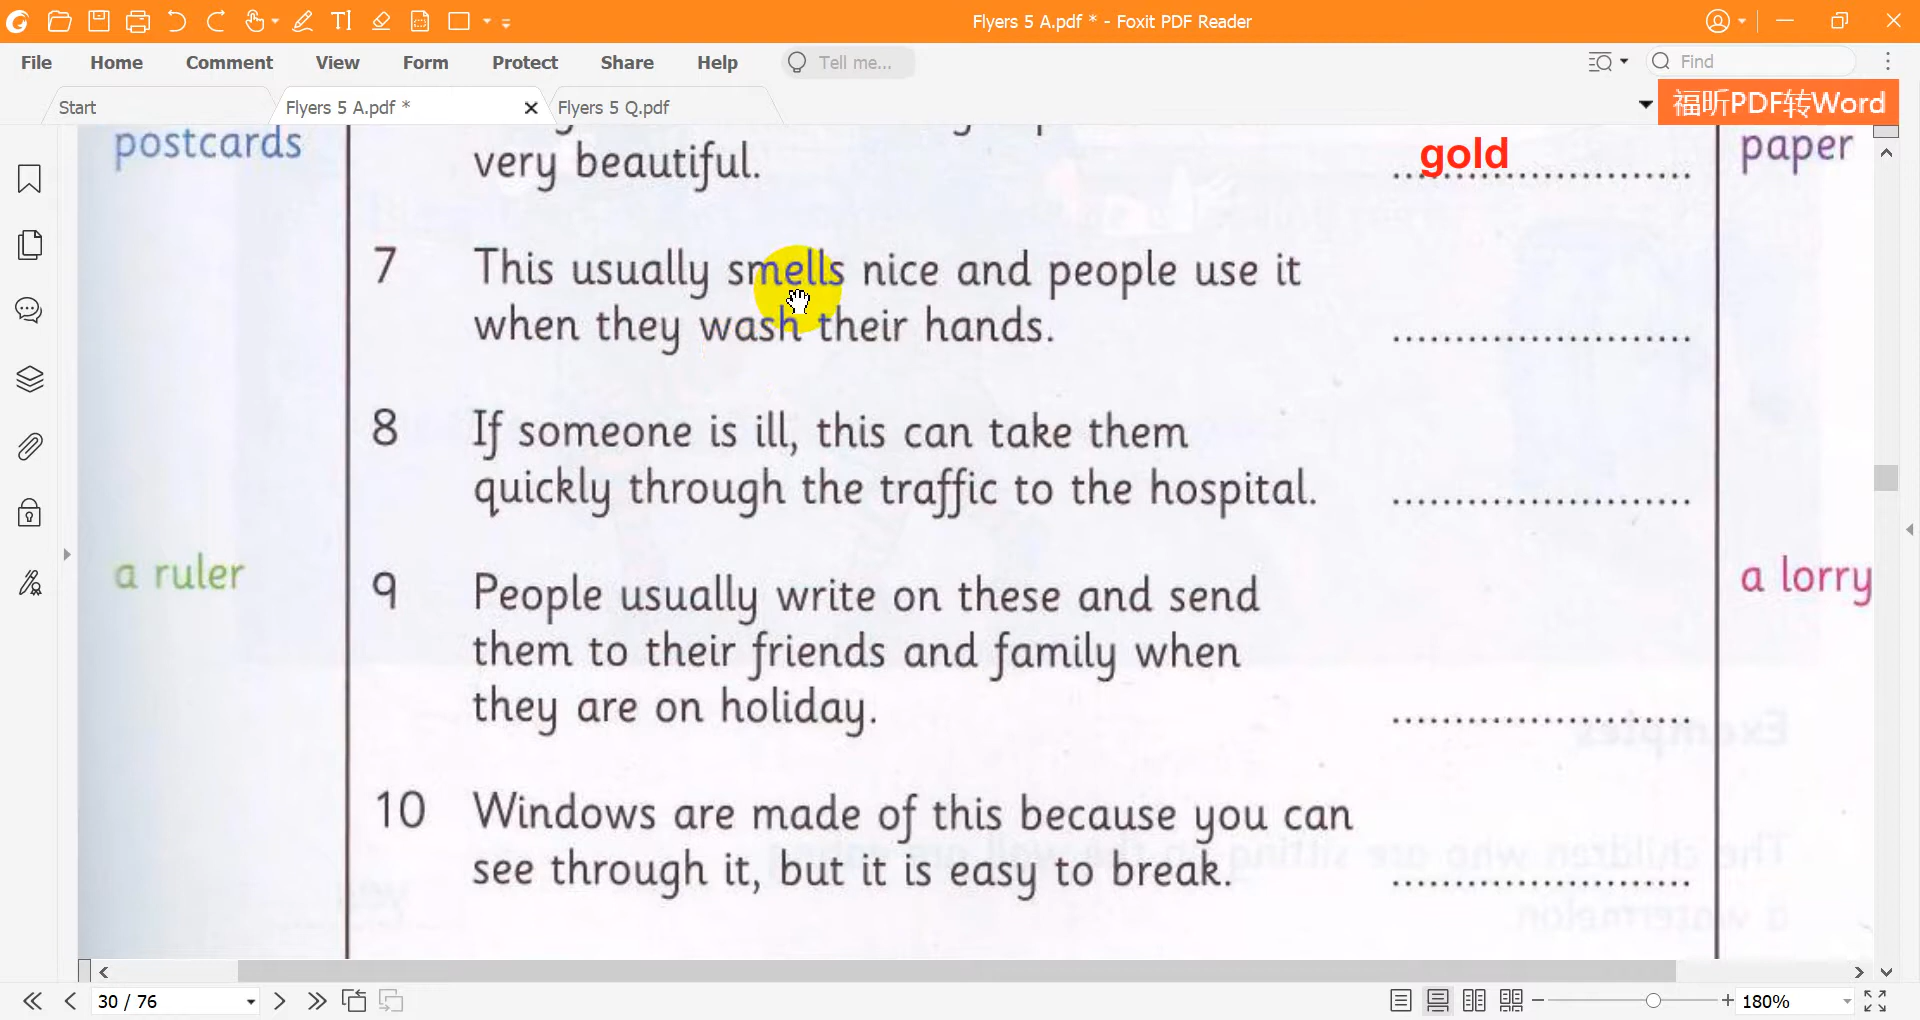 Flyers 5 A.pdf * - Foxit PDF Reader
File Home Comment View Form Protect Share Help Tell me... Find
Start Flyers 5 A.pdf * Flyers 5 Q.pdf 福昕PDF转Word
postcards
very beautiful. gold
paper
7 This usually smells nice and people use it
when they wash their hands. ........................
8 If someone is ill, this can take them
quickly through the traffic to the hospital. ........................
a ruler
a lorry
9 People usually write on these and send
them to their friends and family when
they are on holiday. ........................
10 Windows are made of this because you can
see through it, but it is easy to break. ........................
30 / 76 180%